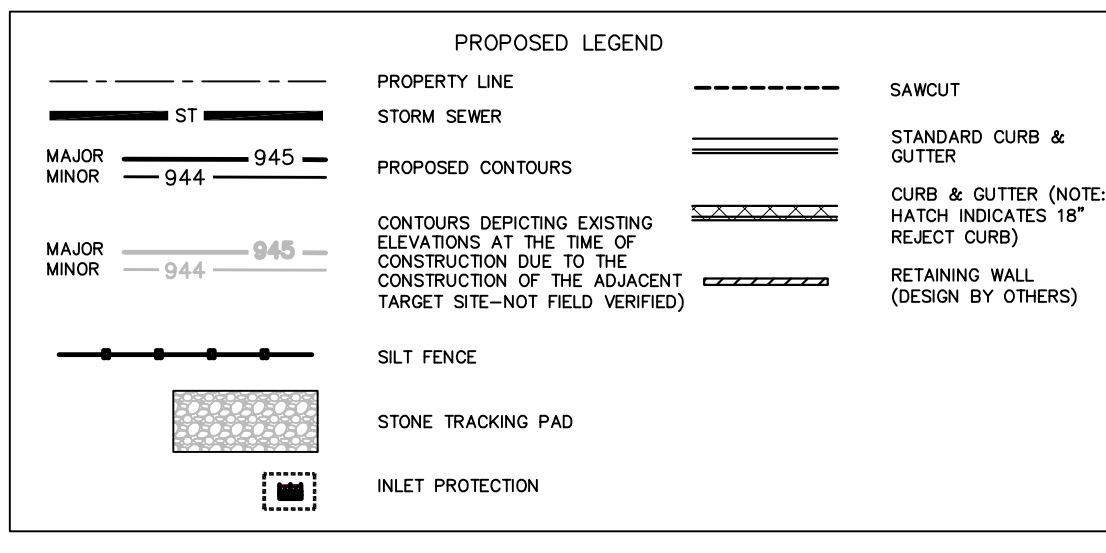 PROPOSED LEGEND
PROPERTY LINE
ST
STORM SEWER
MAJOR 945
MINOR 944
PROPOSED CONTOURS
MAJOR 945
MINOR 944
CONTOURS DEPICTING EXISTING
ELEVATIONS AT THE TIME OF
CONSTRUCTION DUE TO THE
CONSTRUCTION OF THE ADJACENT
TARGET SITE–NOT FIELD VERIFIED)
SILT FENCE
STONE TRACKING PAD
INLET PROTECTION
SAWCUT
STANDARD CURB &
GUTTER
CURB & GUTTER (NOTE:
HATCH INDICATES 18"
REJECT CURB)
RETAINING WALL
(DESIGN BY OTHERS)